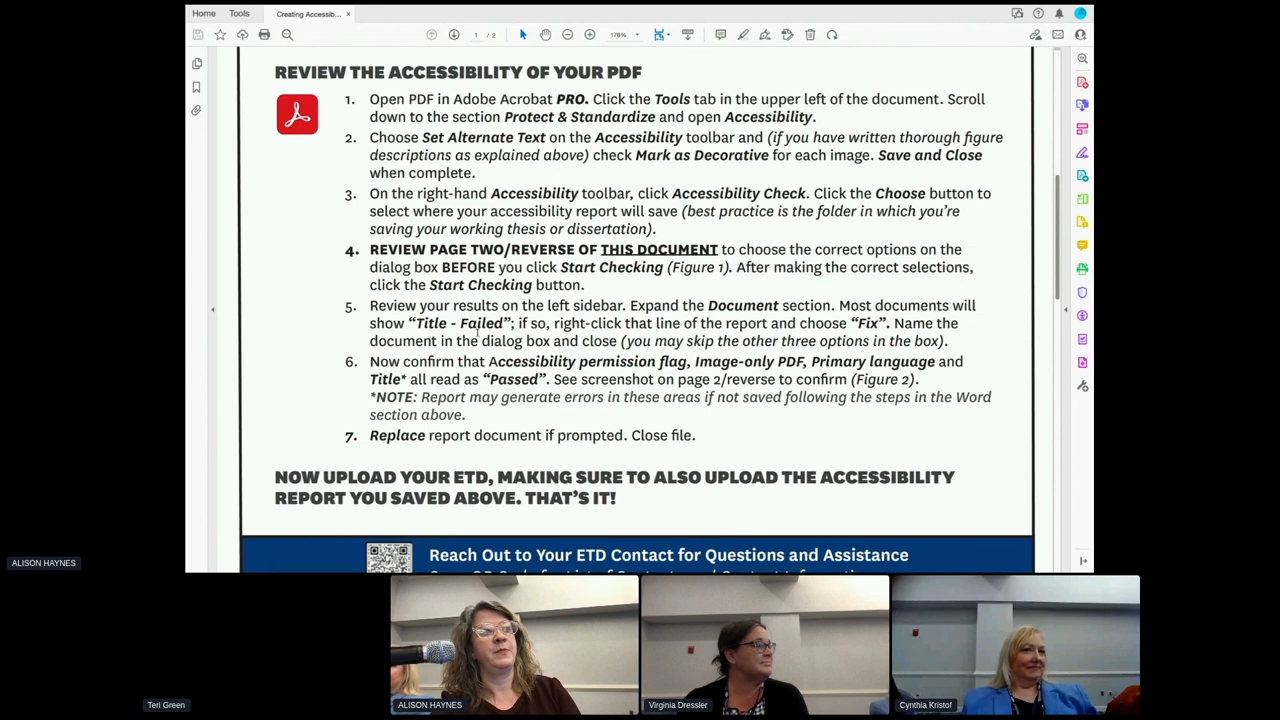 Home Tools Creating Accessib... ×
1 / 2 176%
REVIEW THE ACCESSIBILITY OF YOUR PDF
1. Open PDF in Adobe Acrobat PRO. Click the Tools tab in the upper left of the document. Scroll
down to the section Protect & Standardize and open Accessibility.
2. Choose Set Alternate Text on the Accessibility toolbar and (if you have written thorough figure
descriptions as explained above) check Mark as Decorative for each image. Save and Close
when complete.
3. On the right-hand Accessibility toolbar, click Accessibility Check. Click the Choose button to
select where your accessibility report will save (best practice is the folder in which you're
saving your working thesis or dissertation).
4. REVIEW PAGE TWO/REVERSE OF THIS DOCUMENT to choose the correct options on the
dialog box BEFORE you click Start Checking (Figure 1). After making the correct selections,
click the Start Checking button.
5. Review your results on the left sidebar. Expand the Document section. Most documents will
show “Title - Failed”; if so, right-click that line of the report and choose “Fix”. Name the
document in the dialog box and close (you may skip the other three options in the box).
6. Now confirm that Accessibility permission flag, Image-only PDF, Primary language and
Title* all read as “Passed”. See screenshot on page 2/reverse to confirm (Figure 2).
*NOTE: Report may generate errors in these areas if not saved following the steps in the Word
section above.
7. Replace report document if prompted. Close file.
NOW UPLOAD YOUR ETD, MAKING SURE TO ALSO UPLOAD THE ACCESSIBILITY
REPORT YOU SAVED ABOVE. THAT'S IT!
Reach Out to Your ETD Contact for Questions and Assistance
ALISON HAYNES
Teri Green
ALISON HAYNES
Virginia Dressler
Cynthia Kristof